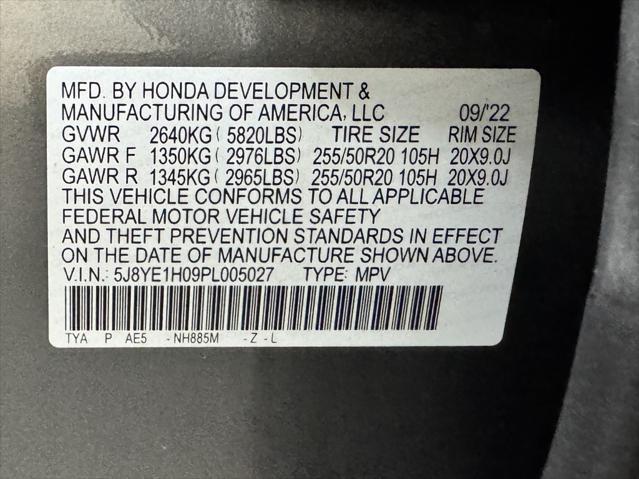 MFD. BY HONDA DEVELOPMENT &
MANUFACTURING OF AMERICA, LLC 09/'22
GVWR 2640KG ( 5820LBS) TIRE SIZE RIM SIZE
GAWR F 1350KG ( 2976LBS) 255/50R20 105H 20X9.0J
GAWR R 1345KG ( 2965LBS) 255/50R20 105H 20X9.0J
THIS VEHICLE CONFORMS TO ALL APPLICABLE
FEDERAL MOTOR VEHICLE SAFETY
AND THEFT PREVENTION STANDARDS IN EFFECT
ON THE DATE OF MANUFACTURE SHOWN ABOVE.
V.I.N.: 5J8YE1H09PL005027 TYPE: MPV
TYA P AE5 - NH885M - Z - L